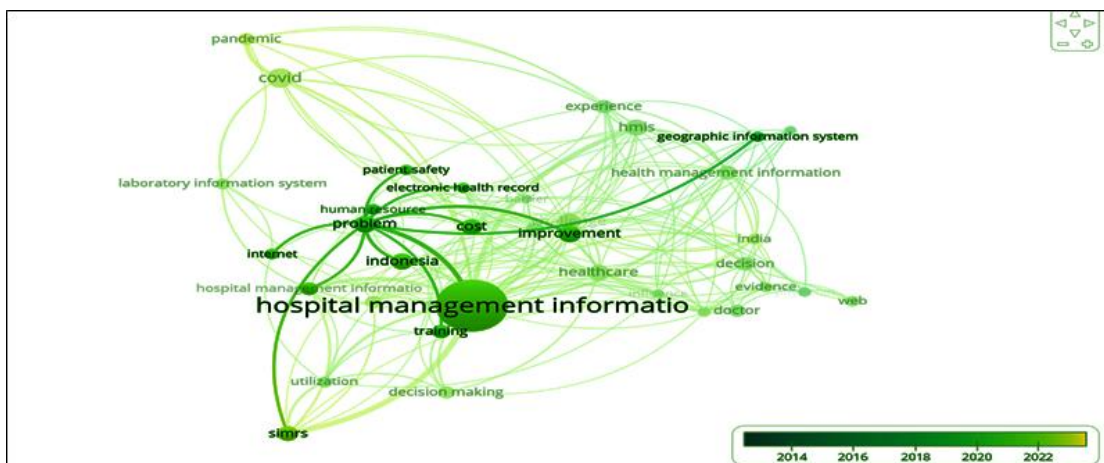 pandemic
covid
experience
hmis
geographic information system
patient safety
health management information
laboratory information system
electronic health record
human resource
problem
cost
improvement
india
internet
indonesia
healthcare
decision
hospital management informatio
evidence
hospital management informatio
web
doctor
training
utilization
decision making
simrs
2014 2016 2018 2020 2022